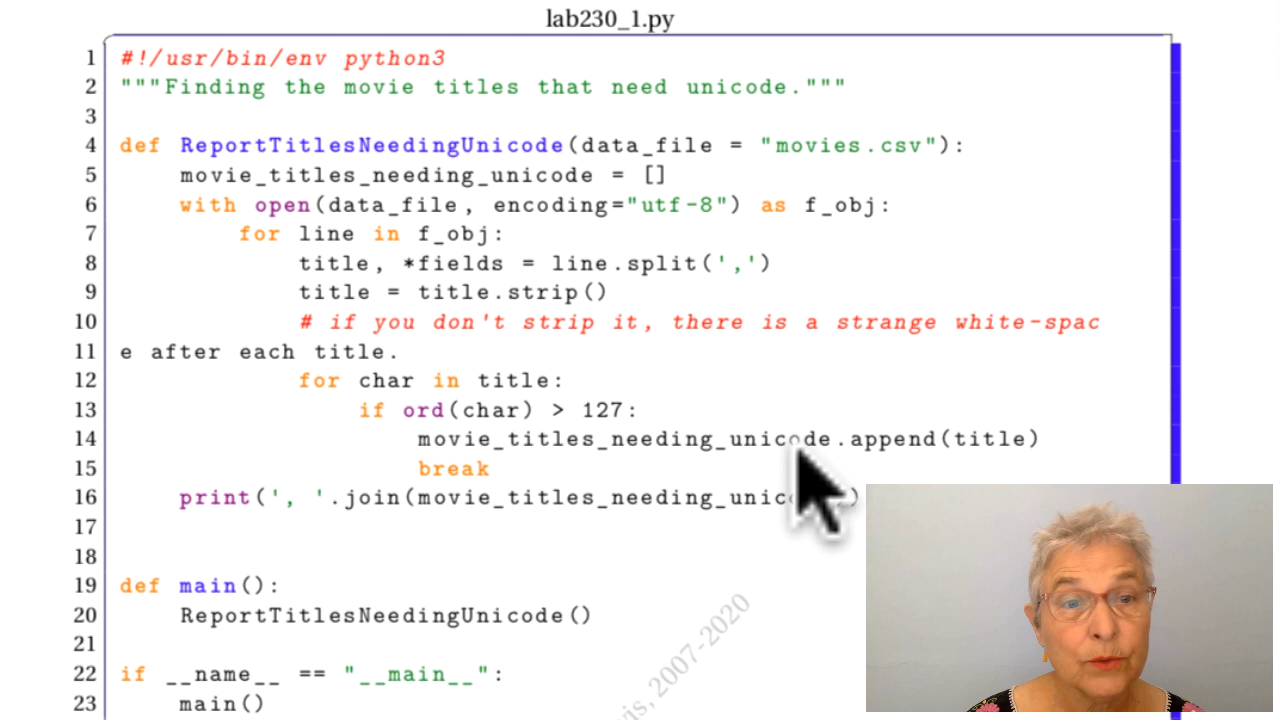 lab230_1.py
1 #!/usr/bin/env python3
2 """Finding the movie titles that need unicode."""
3
4 def ReportTitlesNeedingUnicode(data_file = "movies.csv"):
5     movie_titles_needing_unicode = []
6     with open(data_file, encoding="utf-8") as f_obj:
7         for line in f_obj:
8             title, *fields = line.split(',')
9             title = title.strip()
10             # if you don't strip it, there is a strange white-spac
11 e after each title.
12             for char in title:
13                 if ord(char) > 127:
14                     movie_titles_needing_unicode.append(title)
15                     break
16     print(', '.join(movie_titles_needing_unic )
17
18
19 def main():
20     ReportTitlesNeedingUnicode()
21
22 if __name__ == "__main__":
23     main()
2007-2020